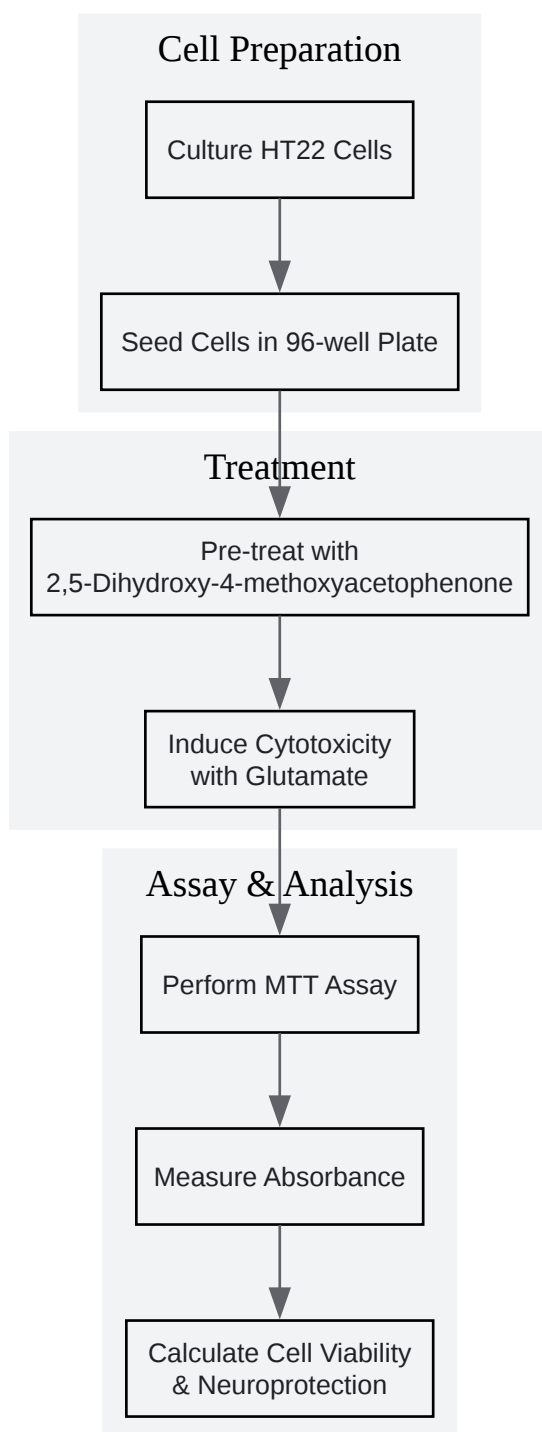 Cell Preparation
Culture HT22 Cells
Seed Cells in 96-well Plate
Treatment
Pre-treat with
2,5-Dihydroxy-4-methoxyacetophenone
Induce Cytotoxicity
with Glutamate
Assay & Analysis
Perform MTT Assay
Measure Absorbance
Calculate Cell Viability
& Neuroprotection